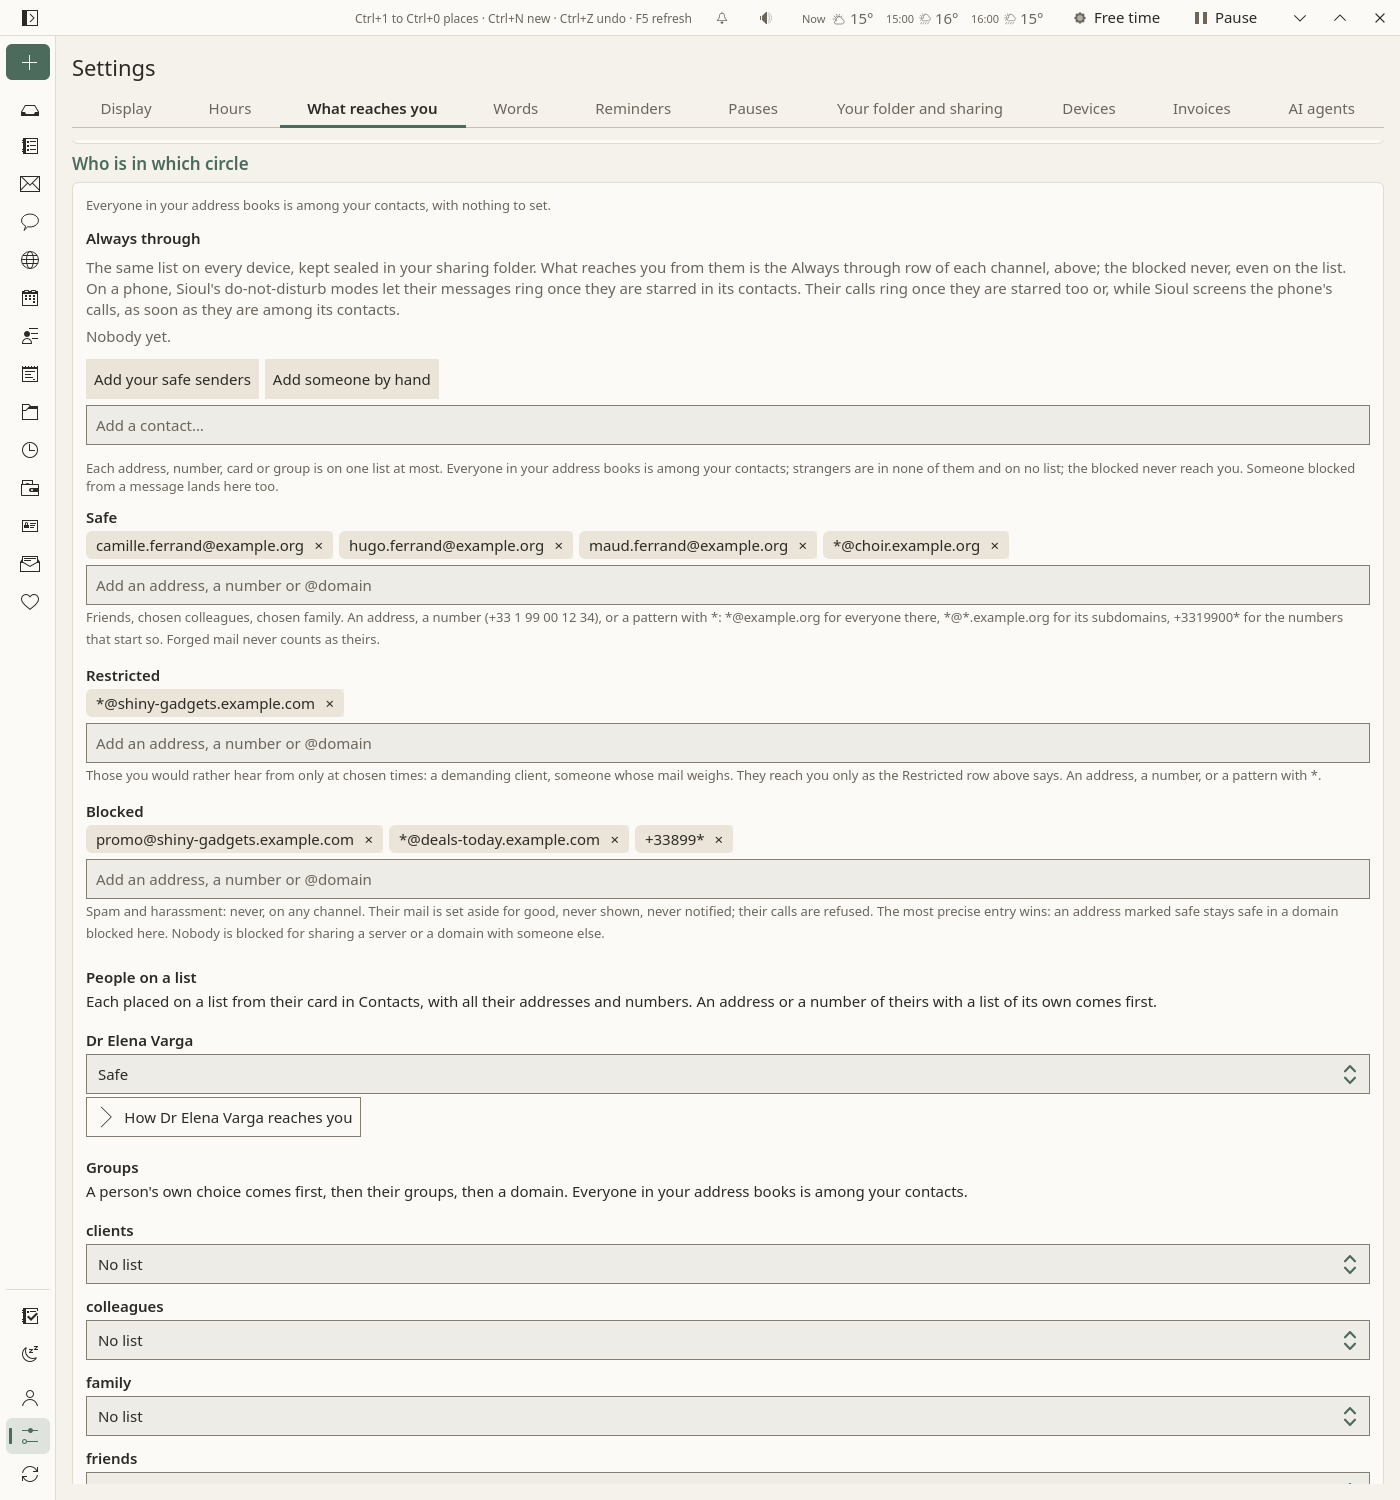 Ctrl+1 to Ctrl+0 places · Ctrl+N new · Ctrl+Z undo · F5 refresh
Now 15° 15:00 16° 16:00 15°
Free time
Pause
Settings
Display
Hours
What reaches you
Words
Reminders
Pauses
Your folder and sharing
Devices
Invoices
AI agents
Who is in which circle
Everyone in your address books is among your contacts, with nothing to set.
Always through
The same list on every device, kept sealed in your sharing folder. What reaches you from them is the Always through row of each channel, above; the blocked never, even on the list.
On a phone, Sioul's do-not-disturb modes let their messages ring once they are starred in its contacts. Their calls ring once they are starred too or, while Sioul screens the phone's
calls, as soon as they are among its contacts.
Nobody yet.
Add your safe senders
Add someone by hand
Add a contact...
Each address, number, card or group is on one list at most. Everyone in your address books is among your contacts; strangers are in none of them and on no list; the blocked never reach you. Someone blocked
from a message lands here too.
Safe
camille.ferrand@example.org ×
hugo.ferrand@example.org ×
maud.ferrand@example.org ×
*@choir.example.org ×
Add an address, a number or @domain
Friends, chosen colleagues, chosen family. An address, a number (+33 1 99 00 12 34), or a pattern with *: *@example.org for everyone there, *@*.example.org for its subdomains, +3319900* for the numbers
that start so. Forged mail never counts as theirs.
Restricted
*@shiny-gadgets.example.com ×
Add an address, a number or @domain
Those you would rather hear from only at chosen times: a demanding client, someone whose mail weighs. They reach you only as the Restricted row above says. An address, a number, or a pattern with *.
Blocked
promo@shiny-gadgets.example.com ×
*@deals-today.example.com ×
+33899* ×
Add an address, a number or @domain
Spam and harassment: never, on any channel. Their mail is set aside for good, never shown, never notified; their calls are refused. The most precise entry wins: an address marked safe stays safe in a domain
blocked here. Nobody is blocked for sharing a server or a domain with someone else.
People on a list
Each placed on a list from their card in Contacts, with all their addresses and numbers. An address or a number of theirs with a list of its own comes first.
Dr Elena Varga
Safe
How Dr Elena Varga reaches you
Groups
A person's own choice comes first, then their groups, then a domain. Everyone in your address books is among your contacts.
clients
No list
colleagues
No list
family
No list
friends